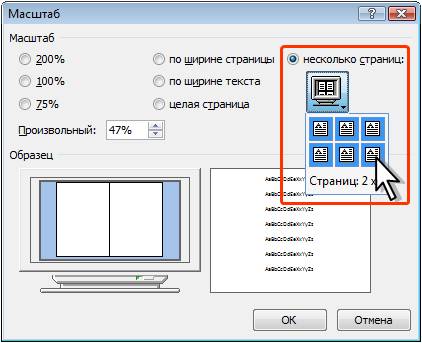 Масштаб
Масштаб
200% по ширине страницы несколько страниц:
100% по ширине текста
75% целая страница
Произвольный: 47%
Образец
Страниц: 2 x
AaBbCcDdEeXxYyZz
AaBbCcDdEeXxYyZz
AaBbCcDdEeXxYyZz
AaBbCcDdEeXxYyZz
AaBbCcDdEeXxYyZz
AaBbCcDdEeXxYyZz
ОК Отмена